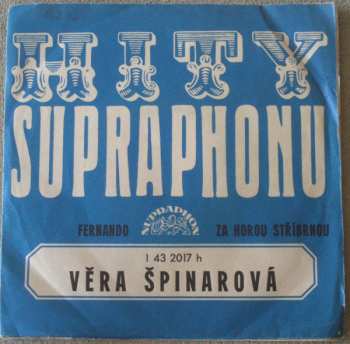 HITY
SUPRAPHONU
FERNANDO SUPRAPHON ZA HOROU STŘÍBRNOU
1 43 2017 h
VĚRA ŠPINAROVÁ